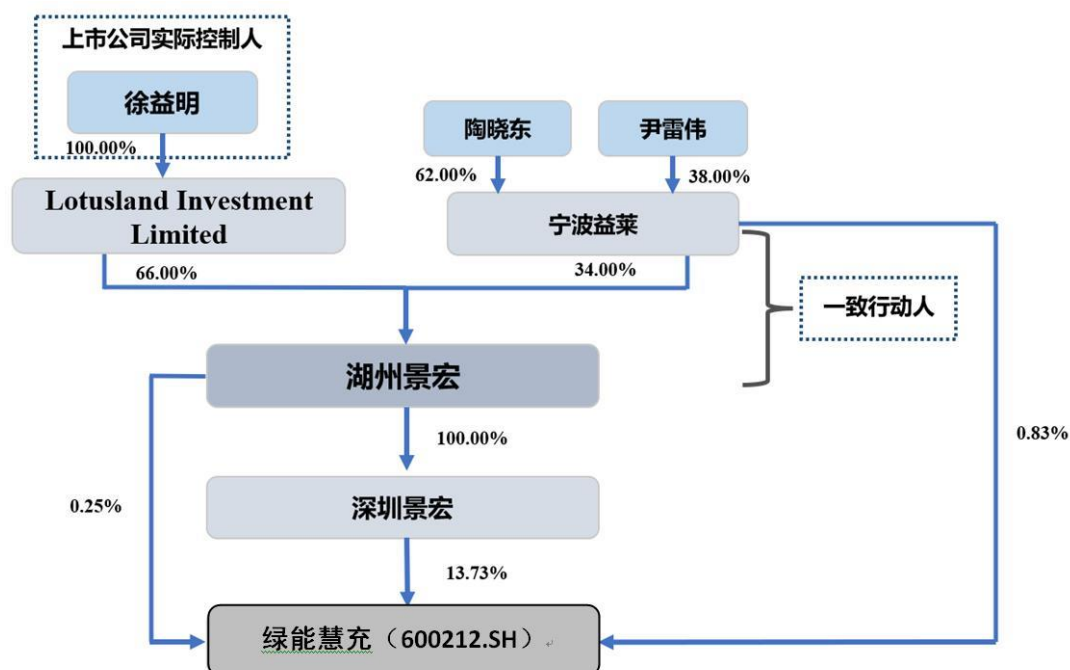 上市公司实际控制人
徐益明
陶晓东
尹雷伟
100.00%
62.00%
38.00%
Lotusland Investment
Limited
宁波益莱
66.00%
34.00%
一致行动人
湖州景宏
100.00%
0.83%
0.25%
深圳景宏
13.73%
绿能慧充（600212.SH）